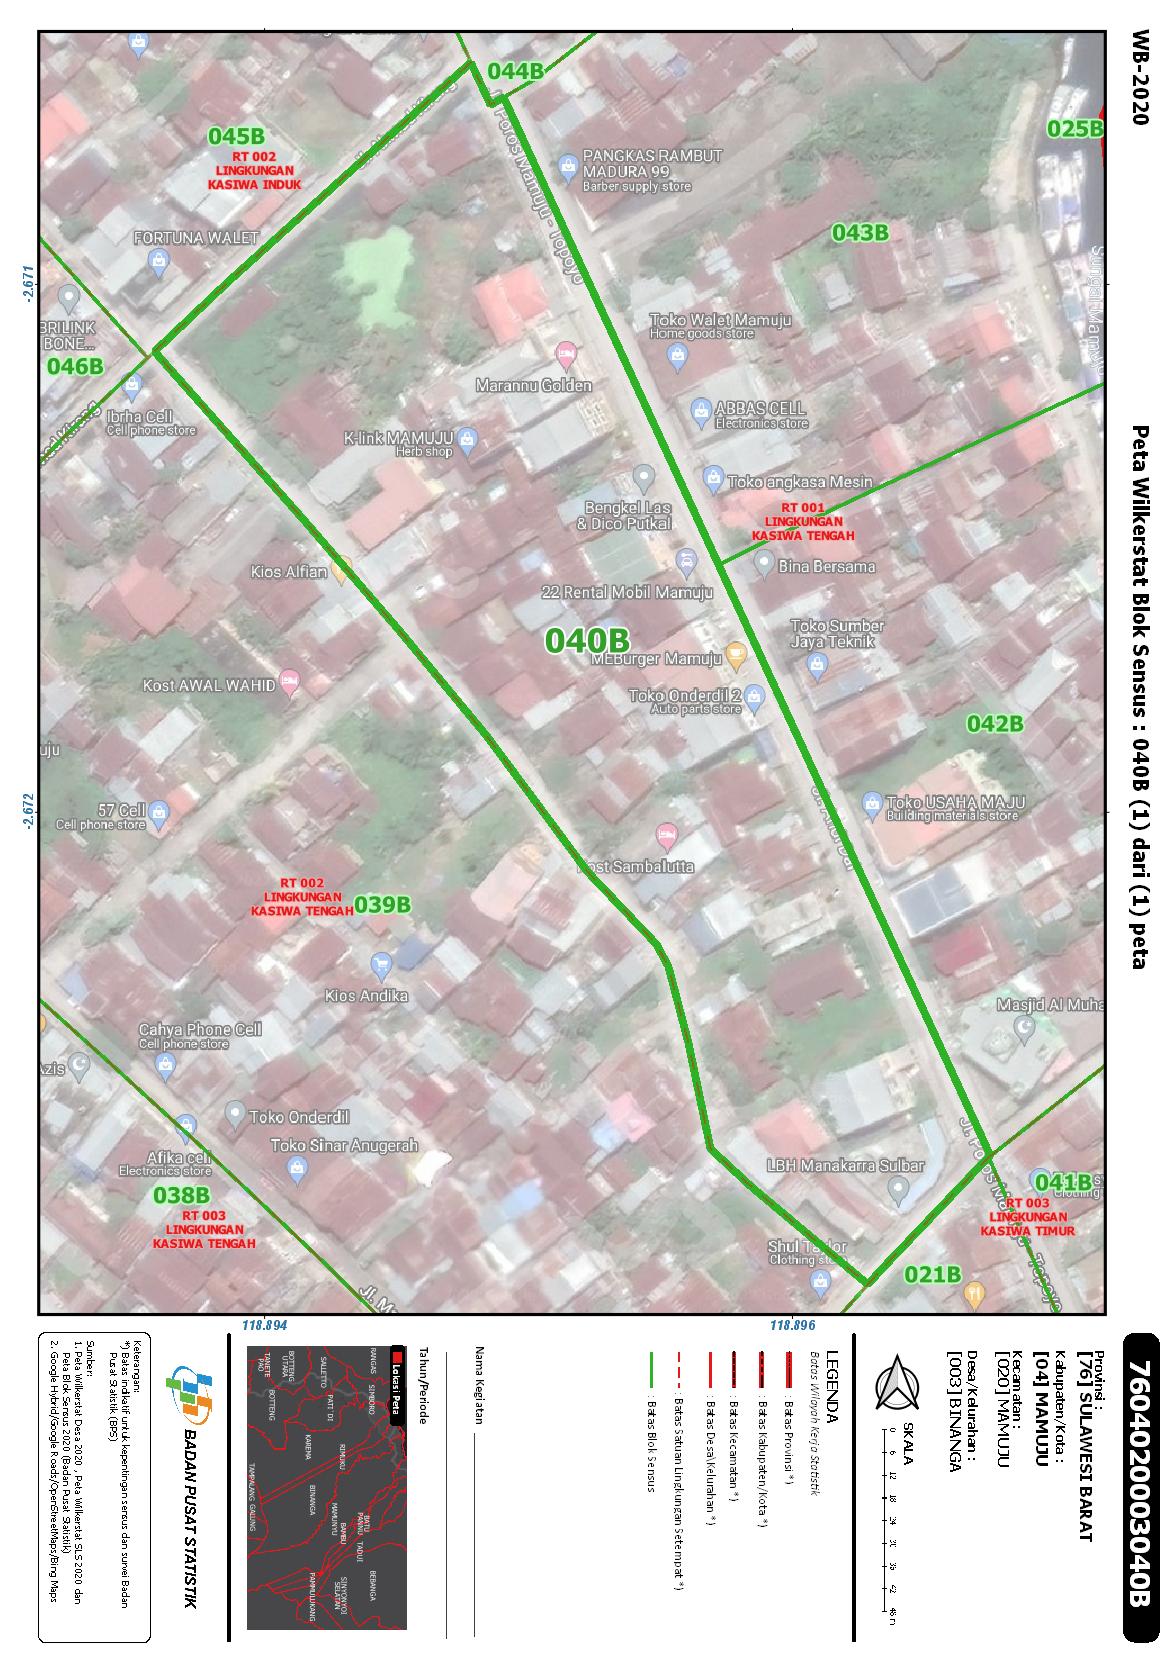 WB-2020
Peta Wilkerstat Blok Sensus : 040B (1) dari (1) peta
044B
045B
RT 002
LINGKUNGAN
KASIWA INDUK
025B
PANGKAS RAMBUT
MADURA 99
Barber supply store
Poros Mamuju - Topoyo
043B
FORTUNA WALET
-2.671
BRILINK
BONE...
046B
Toko Walet Mamuju
Home goods store
Marannu Golden
Ibrha Cell
Cell phone store
ABBAS CELL
Electronics store
K-link MAMUJU
Herb shop
Toko angkasa Mesin
Bengkel Las
& Dico Putkal
RT 001
LINGKUNGAN
KASIWA TENGAH
Kios Alfian
Bina Bersama
22 Rental Mobil Mamuju
040B
Toko Sumber
Jaya Teknik
MEBurger Mamuju
Kost AWAL WAHID
Toko Onderdil 2
Auto parts store
042B
uju
-2.672
57 Cell
Cell phone store
Toko USAHA MAJU
Building materials store
Kost Sambalutta
RT 002
LINGKUNGAN
KASIWA TENGAH
039B
Kios Andika
Masjid Al Muha
Cahya Phone Cell
Cell phone store
Azis
Toko Onderdil
Toko Sinar Anugerah
Afika cell
Electronics store
LBH Manakarra Sulbar
038B
RT 003
LINGKUNGAN
KASIWA TENGAH
041B
Clothing
RT 003
LINGKUNGAN
KASIWA TIMUR
Shul Taylor
Clothing store
021B
Topoyo
Jl. M
118.894
118.896
7604020003040B
Provinsi :
[76] SULAWESI BARAT
Kabupaten/Kota :
[04] MAMUJU
Kecamatan :
[020] MAMUJU
Desa/Kelurahan :
[003] BINANGA
SKALA
0 6 12 18 24 30 36 42 48 m
LEGENDA
Batas Wilayah Kerja Statistik
: Batas Provinsi *)
: Batas Kabupaten/Kota *)
: Batas Kecamatan *)
: Batas Desa\Kelurahan *)
: Batas Satuan Lingkungan Setempat *)
: Batas Blok Sensus
Nama Kegiatan
Tahun/Periode
Lokasi Peta
RANGAS
SIMBORO
SALLETTO
PATI'DI
BOTTENG
UTARA
BOTTENG
TANETE
PAO
RIMUKU
KAREMA
BINANGA
MAMUNYU
BAMBU
BATU
PANNU
TADUI
TAMPALANG
GALUNG
BEBANGA
SINYONYOI
SELATAN
PAMMULUKANG
BADAN PUSAT STATISTIK
Keterangan:
*) Batas indikatif untuk kepentingan sensus dan survei Badan
Pusat Statistik (BPS)
Sumber:
1. Peta Wilkerstat Desa 2020 , Peta Wilkerstat SLS 2020 dan
Peta Blok Sensus 2020 (Badan Pusat Statistik)
2. Google Hybrid/Google Roads/OpenStreetMaps/Bing Maps